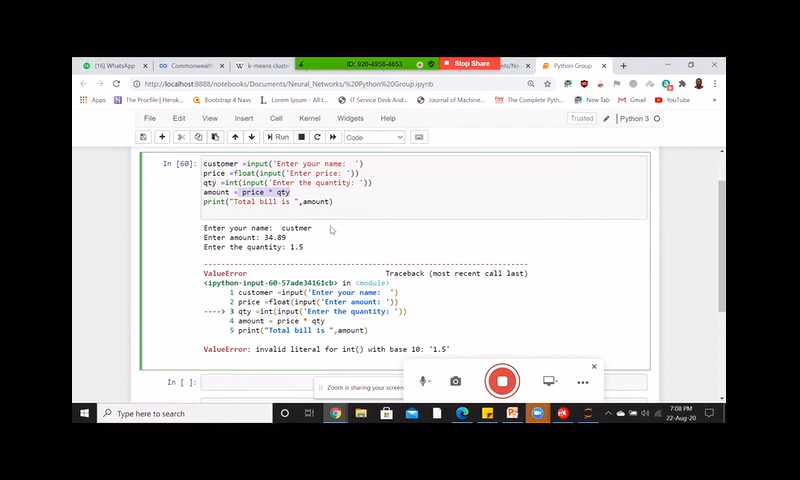 (16) WhatsApp
Commonwealth
k-means cluster
ID: 920-4958-4653
Stop Share
Python Group
http://localhost:8888/notebooks/Documents/Neural_Networks/%20Python%20Group.ipynb
Apps
The Procfile | Herok...
Bootstrap 4 Navs
Lorem Ipsum - All t...
IT Service Desk And...
Journal of Machine...
The Complete Pyth...
New Tab
Gmail
YouTube
File Edit View Insert Cell Kernel Widgets Help
Trusted
Python 3
Run
Code
In [60]:
customer =input('Enter your name:  ')
price =float(input('Enter price: '))
qty =int(input('Enter the quantity: '))
amount = price * qty
print("Total bill is ",amount)
Enter your name:  custmer
Enter amount: 34.89
Enter the quantity: 1.5
ValueError Traceback (most recent call last)
<ipython-input-60-57ade34161cb> in <module>
1 customer =input('Enter your name:  ')
2 price =float(input('Enter amount: '))
----> 3 qty =int(input('Enter the quantity: '))
4 amount = price * qty
5 print("Total bill is ",amount)
ValueError: invalid literal for int() with base 10: '1.5'
In [ ]:
Zoom is sharing your screen
Type here to search
7:08 PM
22-Aug-20